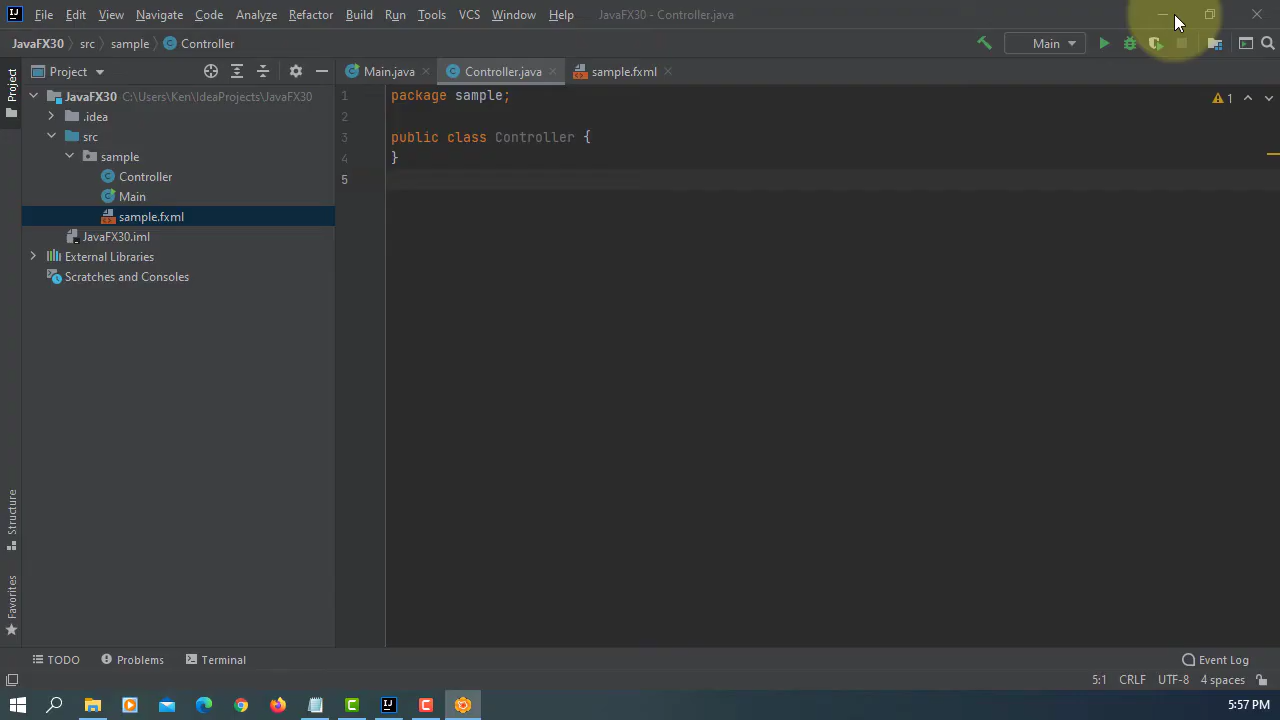 File Edit View Navigate Code Analyze Refactor Build Run Tools VCS Window Help JavaFX30 - Controller.java
JavaFX30 src sample Controller Main
Project Main.java Controller.java sample.fxml
JavaFX30 C:\Users\Ken\IdeaProjects\JavaFX30
.idea
src
sample
Controller
Main
sample.fxml
JavaFX30.iml
External Libraries
Scratches and Consoles
Project
Structure
Favorites
1 package sample; 1
2
3 public class Controller {
4 }
5
TODO Problems Terminal Event Log
5:1 CRLF UTF-8 4 spaces
5:57 PM